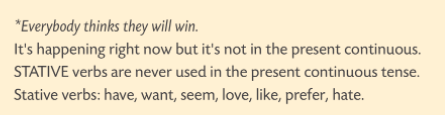 *Everybody thinks they will win.
It's happening right now but it's not in the present continuous.
STATIVE verbs are never used in the present continuous tense.
Stative verbs: have, want, seem, love, like, prefer, hate.